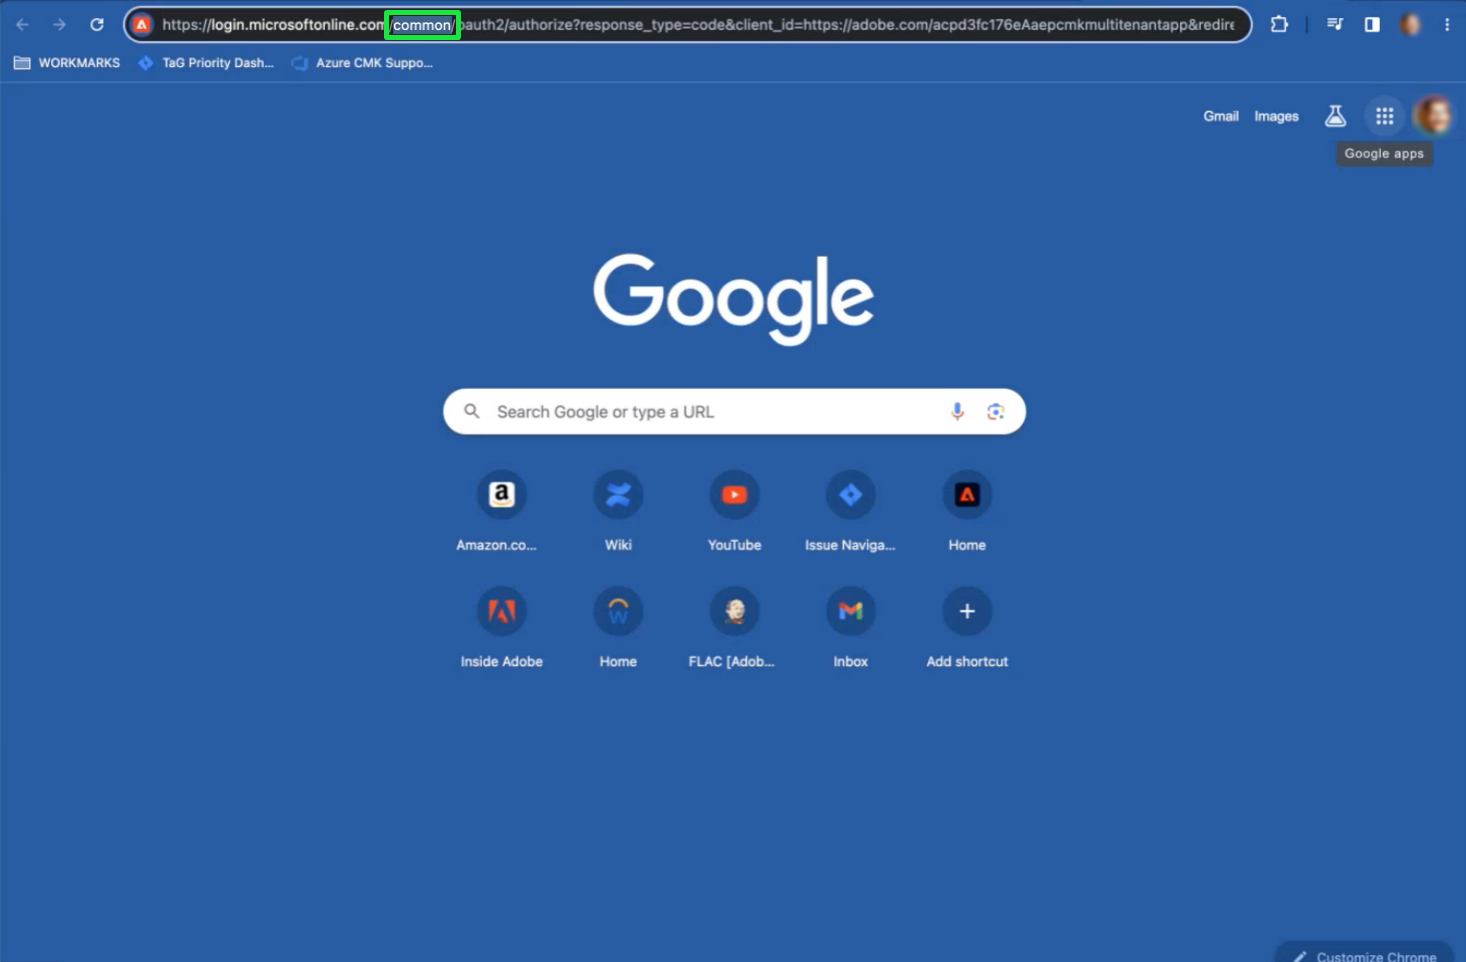 https://login.microsoftonline.com/common/oauth2/authorize?response_type=code&client_id=https://adobe.com/acpd3fc176eAaepcmkmultitenantapp&redire
WORKMARKS TaG Priority Dash... Azure CMK Suppo...
Gmail Images
Google apps
Google
Search Google or type a URL
Amazon.co... Wiki YouTube Issue Naviga... Home
Inside Adobe Home FLAC [Adob... Inbox Add shortcut
Customize Chrome